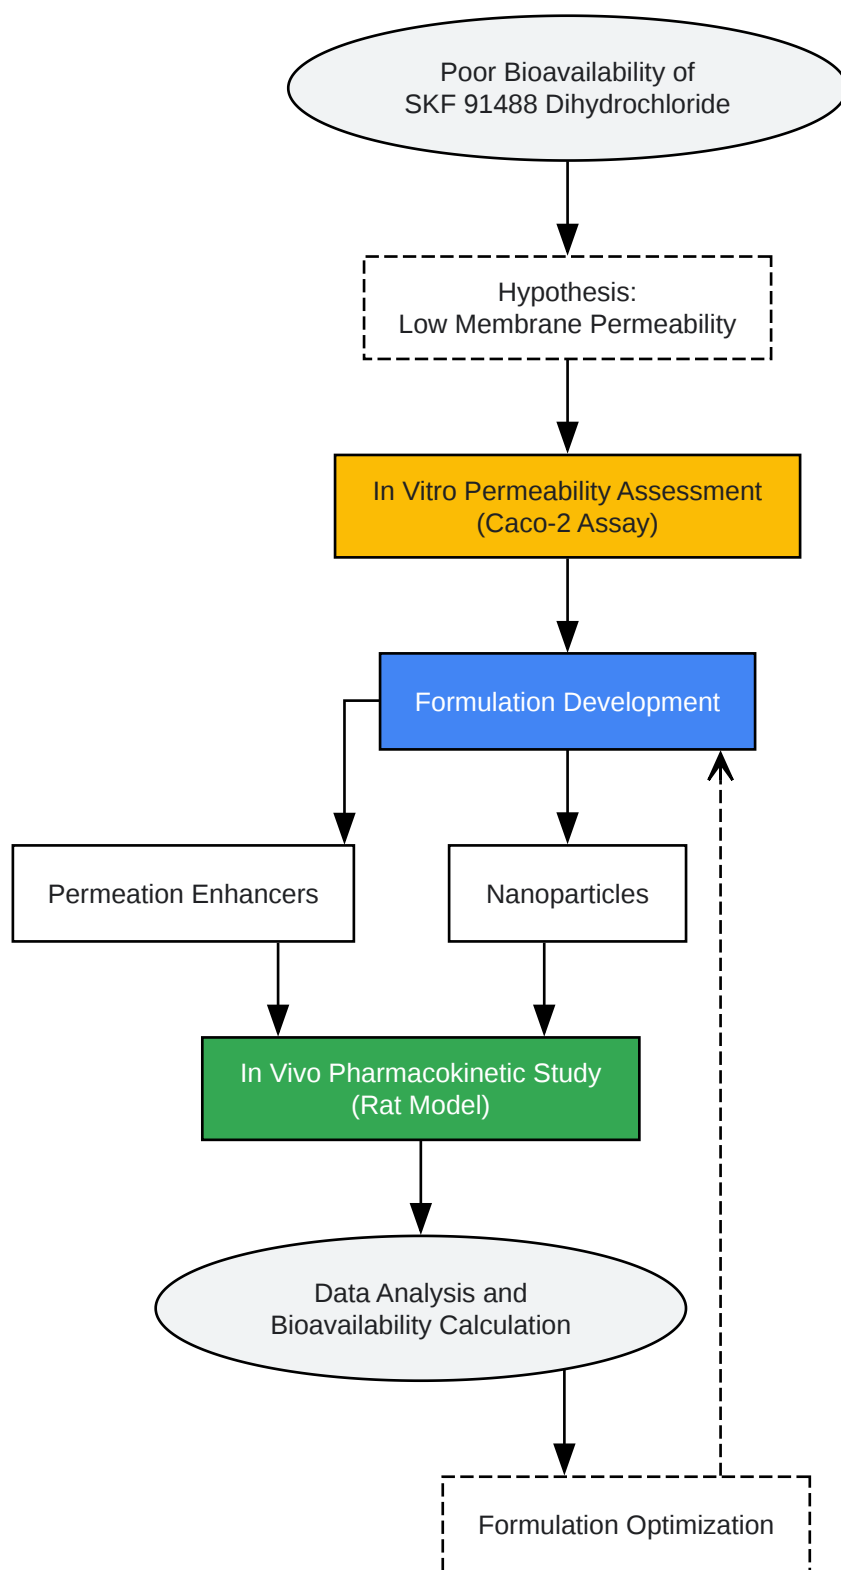 Poor Bioavailability of
SKF 91488 Dihydrochloride
Hypothesis:
Low Membrane Permeability
In Vitro Permeability Assessment
(Caco-2 Assay)
Formulation Development
Permeation Enhancers
Nanoparticles
In Vivo Pharmacokinetic Study
(Rat Model)
Data Analysis and
Bioavailability Calculation
Formulation Optimization